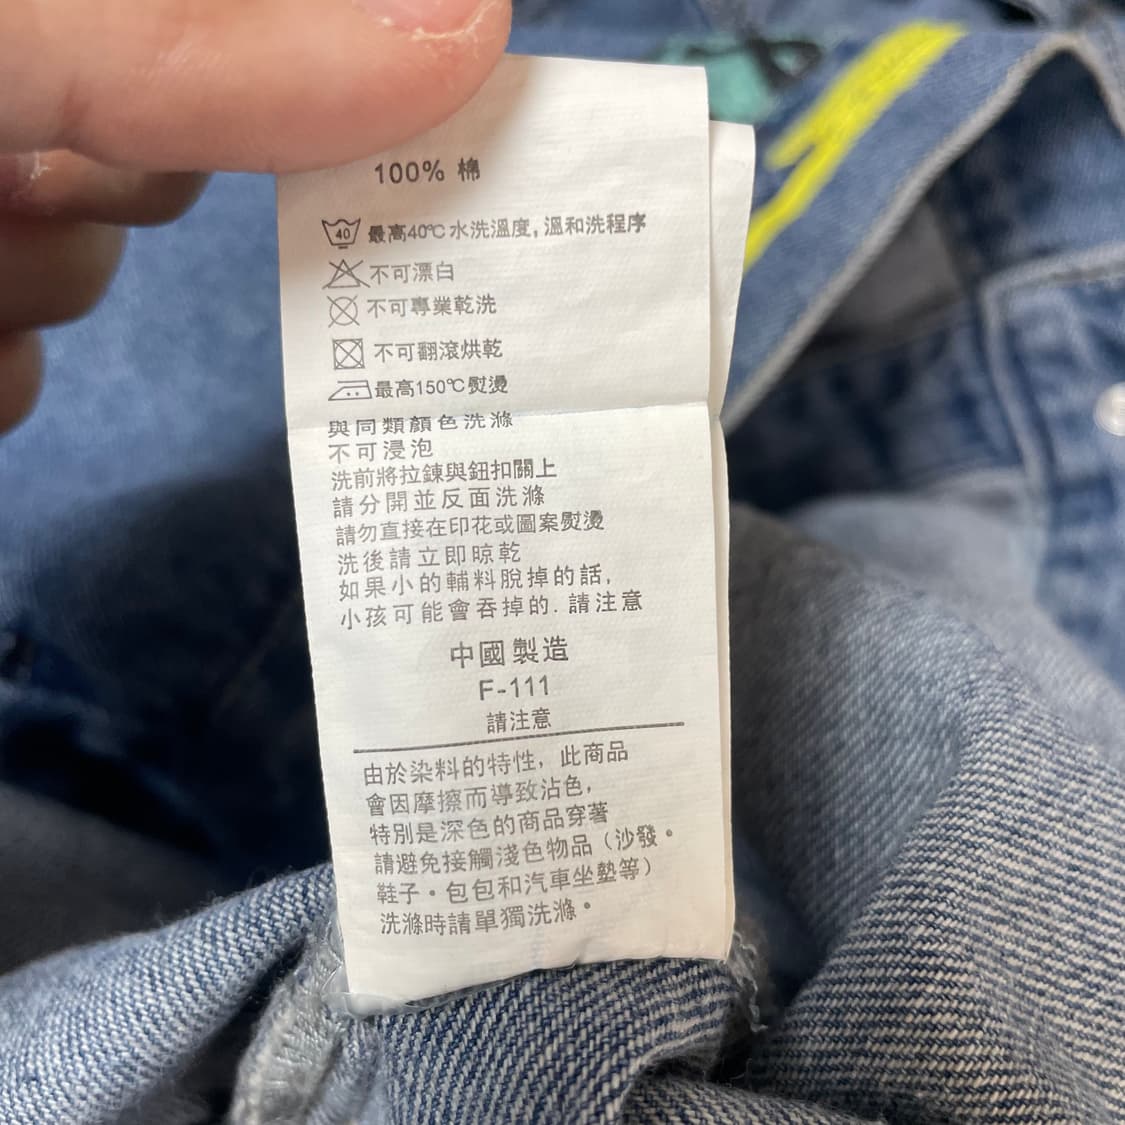 100% 棉
40 最高40℃水洗溫度，溫和洗程序
不可漂白
不可專業乾洗
不可翻滾烘乾
最高150℃熨燙
與同類顏色洗滌
不可浸泡
洗前將拉鍊與鈕扣關上
請分開並反面洗滌
請勿直接在印花或圖案熨燙
洗後請立即晾乾
如果小的輔料脫掉的話，
小孩可能會吞掉的．請注意
中國製造
F-111
請注意
由於染料的特性，此商品
會因摩擦而導致沾色，
特別是深色的商品穿著
請避免接觸淺色物品（沙發。
鞋子。包包和汽車坐墊等）
洗滌時請單獨洗滌。